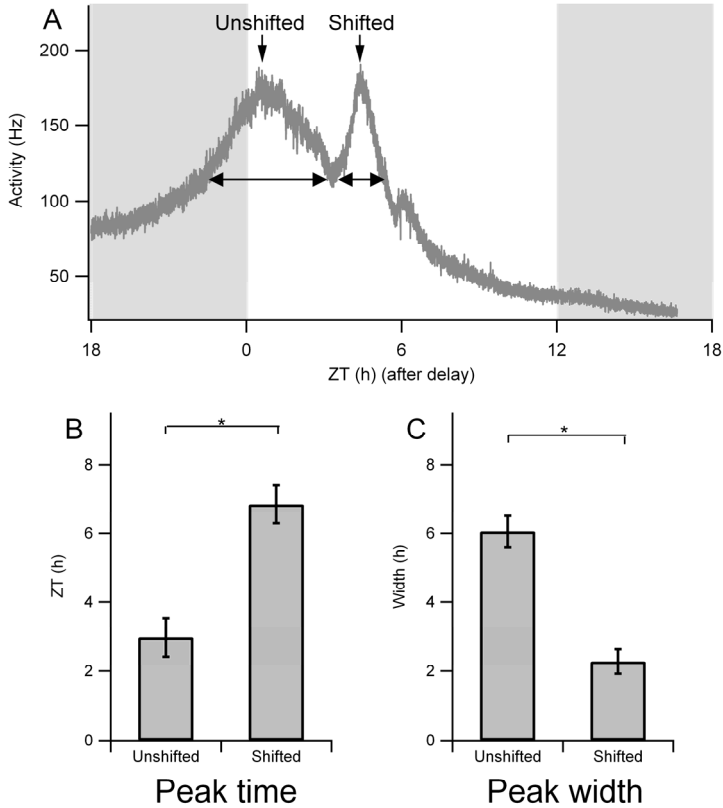 A
Unshifted Shifted
200
150
100
50
Activity (Hz)
18 0 6 12 18
ZT (h) (after delay)
B
*
8
6
4
2
0
ZT (h)
Unshifted Shifted
Peak time
C
*
8
6
4
2
0
Width (h)
Unshifted Shifted
Peak width